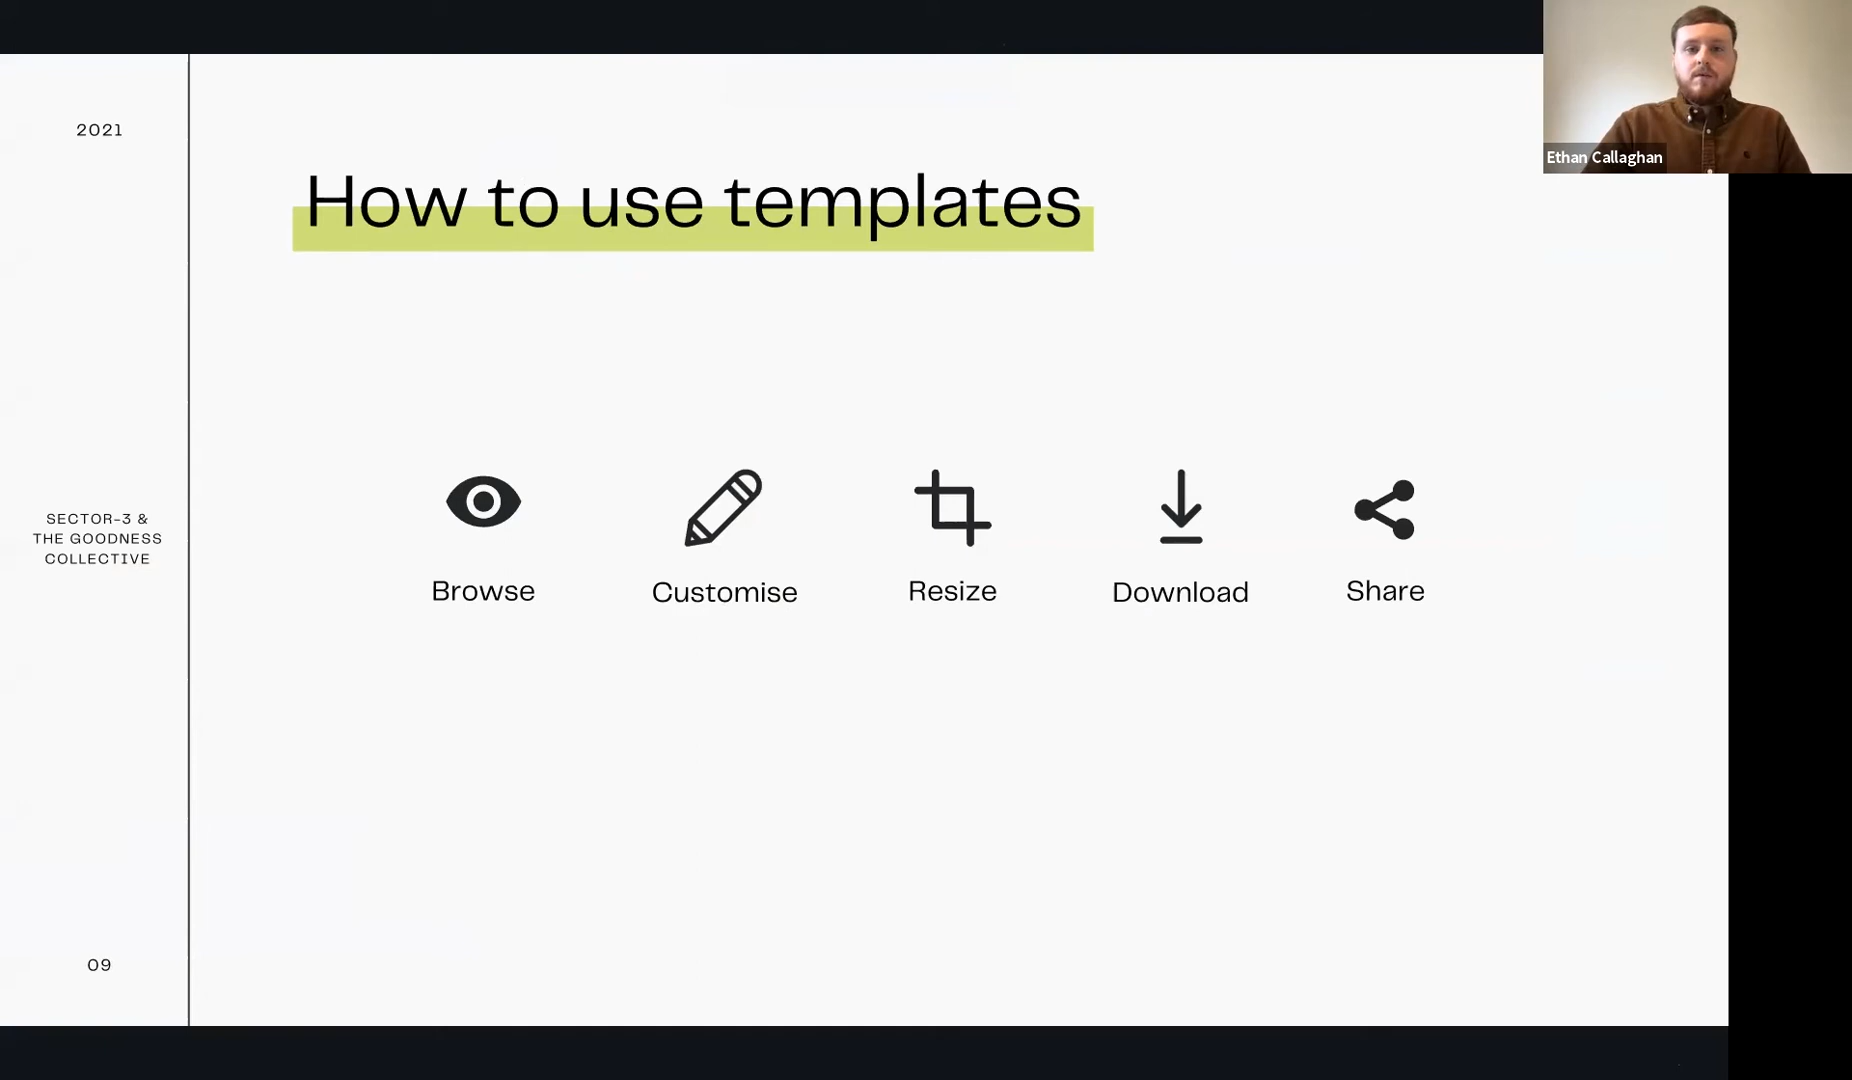 2021
How to use templates
Ethan Callaghan
SECTOR-3 &
THE GOODNESS
COLLECTIVE
Browse
Customise
Resize
Download
Share
09